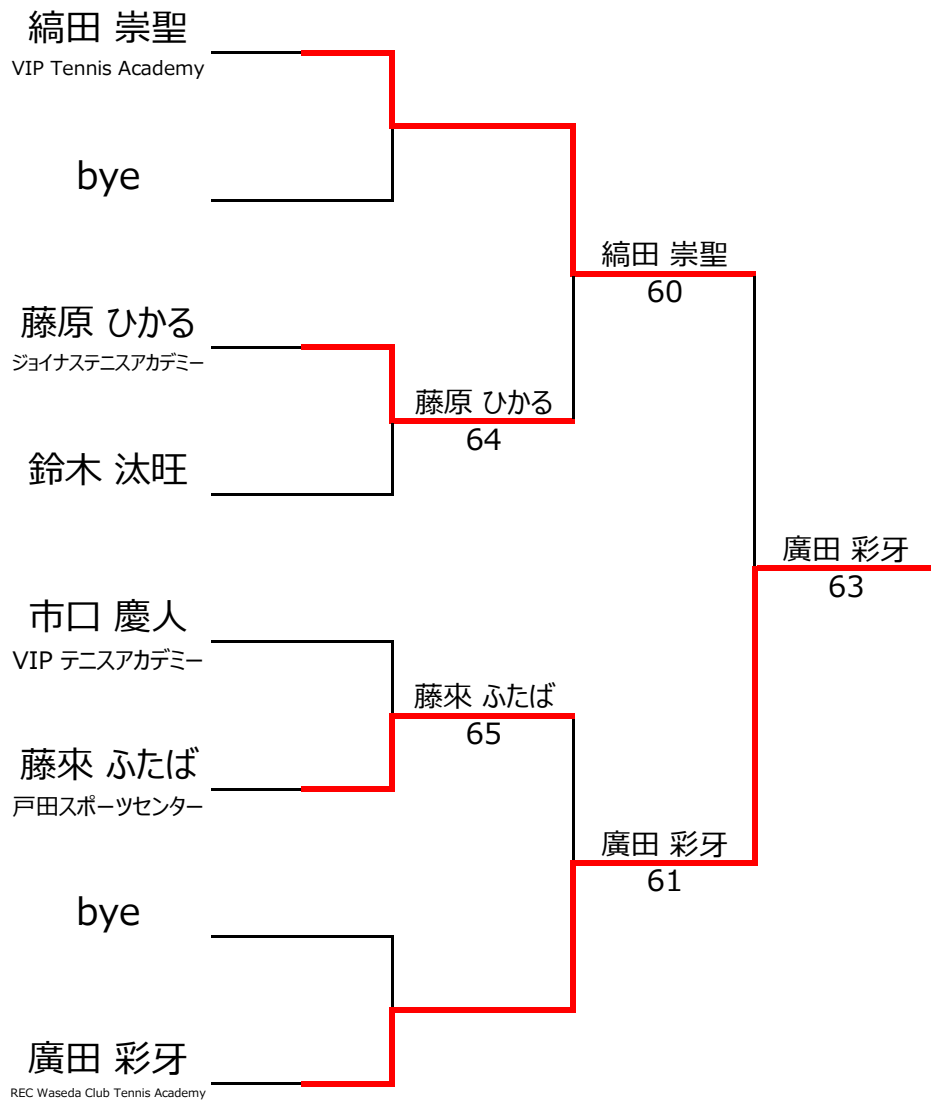 縞田 崇聖
VIP Tennis Academy
bye
藤原 ひかる
ジョイナステニスアカデミー
鈴木 汰旺
市口 慶人
VIP テニスアカデミー
藤來 ふたば
戸田スポーツセンター
bye
廣田 彩牙
REC Waseda Club Tennis Academy
藤原 ひかる
64
藤來 ふたば
65
縞田 崇聖
60
廣田 彩牙
61
廣田 彩牙
63